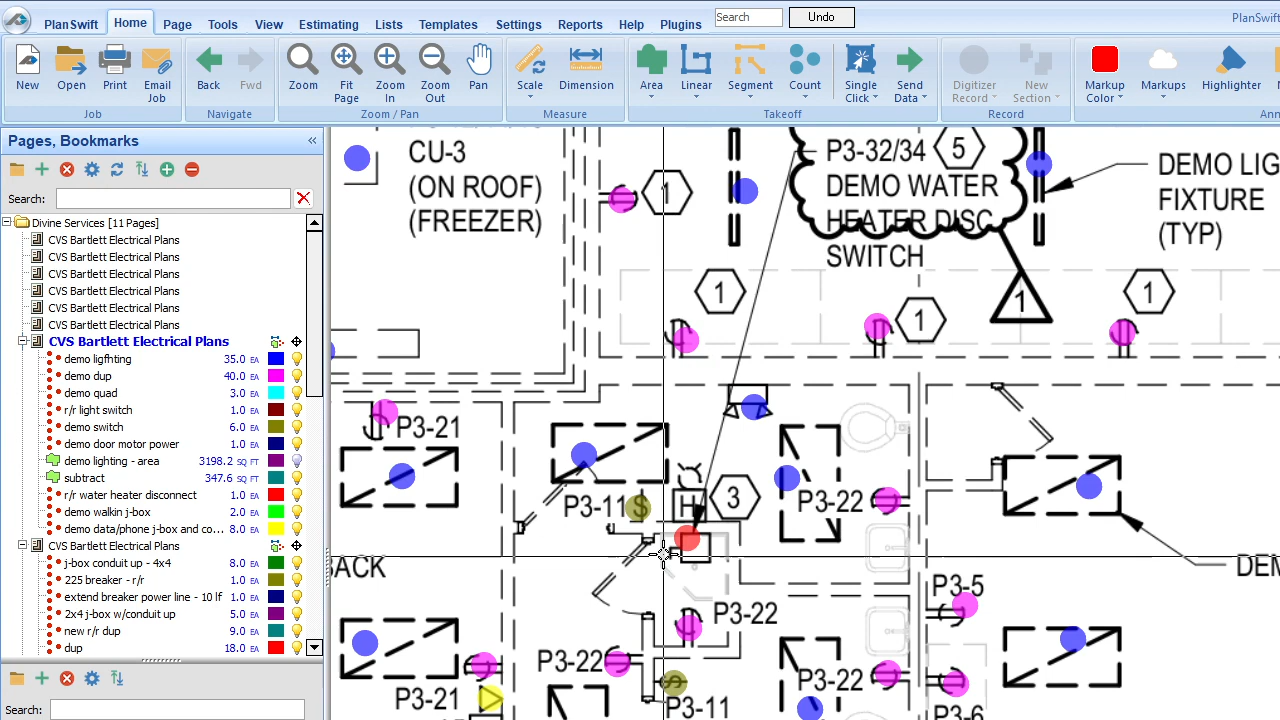 PlanSwift Home Page Tools View Estimating Lists Templates Settings Reports Help Plugins Search Undo PlanSwift
New Open Print Email Job Back Fwd Zoom Fit Page Zoom In Zoom Out Pan Scale Dimension Area Linear Segment Count Single Click Send Data Digitizer Record New Section Markup Color Markups Highlighter
Job Navigate Zoom / Pan Measure Takeoff Record Ann
Pages, Bookmarks «
Search:
Divine Services [11 Pages]
CVS Bartlett Electrical Plans
CVS Bartlett Electrical Plans
CVS Bartlett Electrical Plans
CVS Bartlett Electrical Plans
CVS Bartlett Electrical Plans
CVS Bartlett Electrical Plans
CVS Bartlett Electrical Plans
demo ligfhting 35.0 EA
demo dup 40.0 EA
demo quad 3.0 EA
r/r light switch 1.0 EA
demo switch 6.0 EA
demo door motor power 1.0 EA
demo lighting - area 3198.2 SQ FT
substras 347.6 SQ FT
demo walkin j-box 2.0 EA
demo data/phone j-box and co... 8.0 EA
CVS Bartlett Electrical Plans
j-box conduit up - 4x4 8.0 EA
225 breaker - r/r 1.0 EA
extend breaker power line - 10 lf 1.0 EA
2x4 j-box w/conduit up 5.0 EA
new r/r dup 9.0 EA
dup 18.0 EA
Search:
CU-3
(ON ROOF)
(FREEZER)
1
P3-32/34 5
DEMO WATER
HEATER DISC
SWITCH
1
DEMO LIG
FIXTURE
(TYP)
1
1
1
P3-21
P3-11 $
H
3
P3-22
BACK
DEM
P3-5
P3-22
P3-22
P3-22
P3-21
P3-11
P3-6